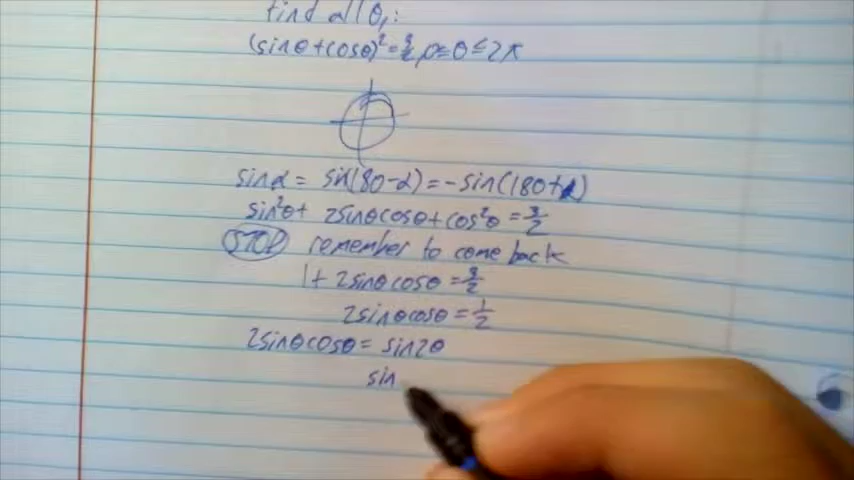 find all θ,:
(sinθ+cosθ)²=3/2, 0≤θ≤2π
sinα = sin(180-α)=-sin(180+α)
sin²θ+ 2sinθcosθ+cos²θ=3/2
STOP remember to come back
1+2sinθcosθ=3/2
2sinθcosθ=1/2
2sinθcosθ=sin2θ
sin